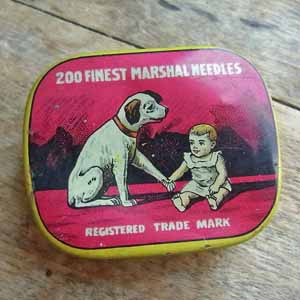 200 FINEST MARSHAL NEEDLES
REGISTERED TRADE MARK